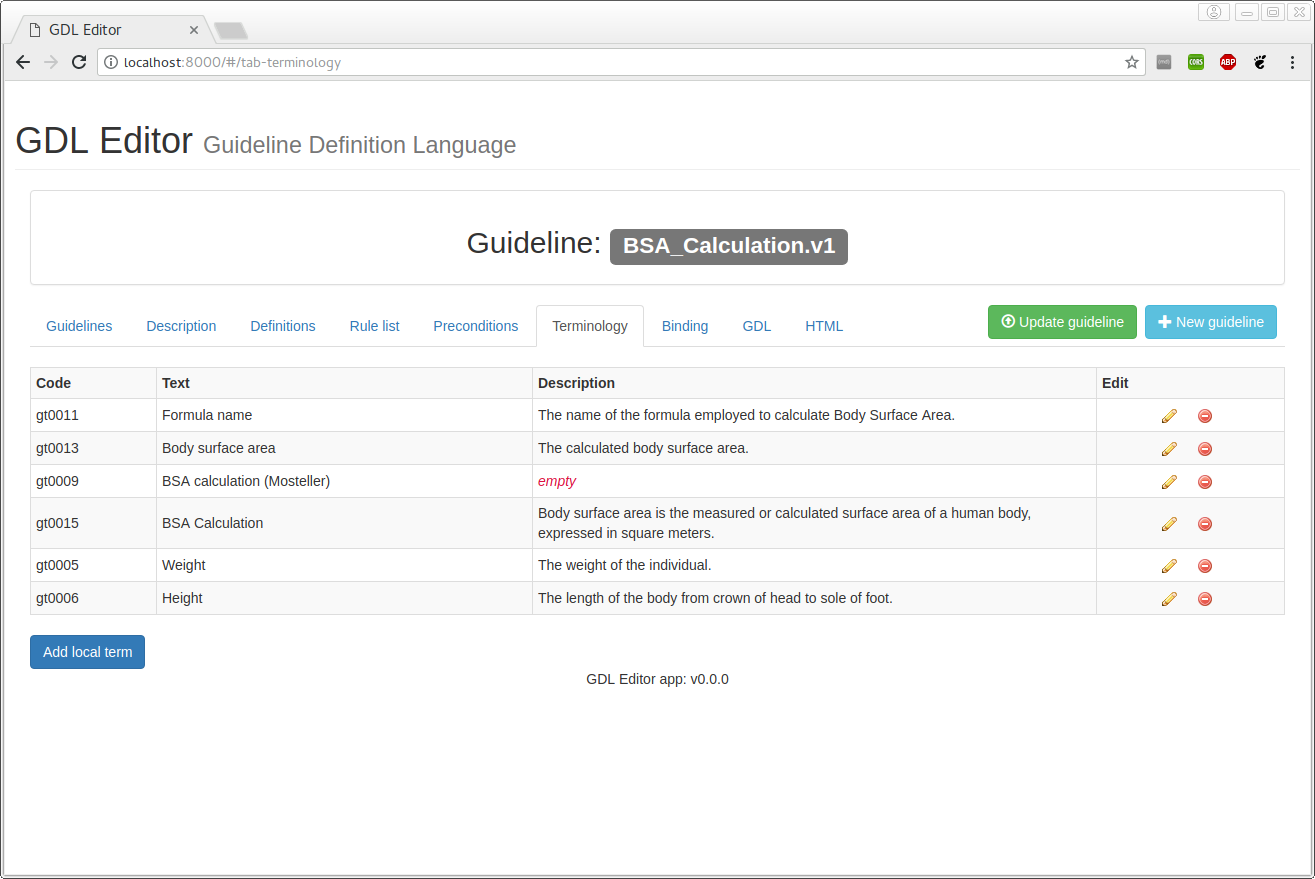 GDL Editor
localhost:8000/#/tab-terminology
CORS
ABP
GDL Editor Guideline Definition Language
Guideline: BSA_Calculation.v1
Guidelines Description Definitions Rule list Preconditions Terminology Binding GDL HTML Update guideline New guideline
Code Text Description Edit
gt0011 Formula name The name of the formula employed to calculate Body Surface Area.
gt0013 Body surface area The calculated body surface area.
gt0009 BSA calculation (Mosteller) empty
gt0015 BSA Calculation Body surface area is the measured or calculated surface area of a human body,
expressed in square meters.
gt0005 Weight The weight of the individual.
gt0006 Height The length of the body from crown of head to sole of foot.
Add local term
GDL Editor app: v0.0.0